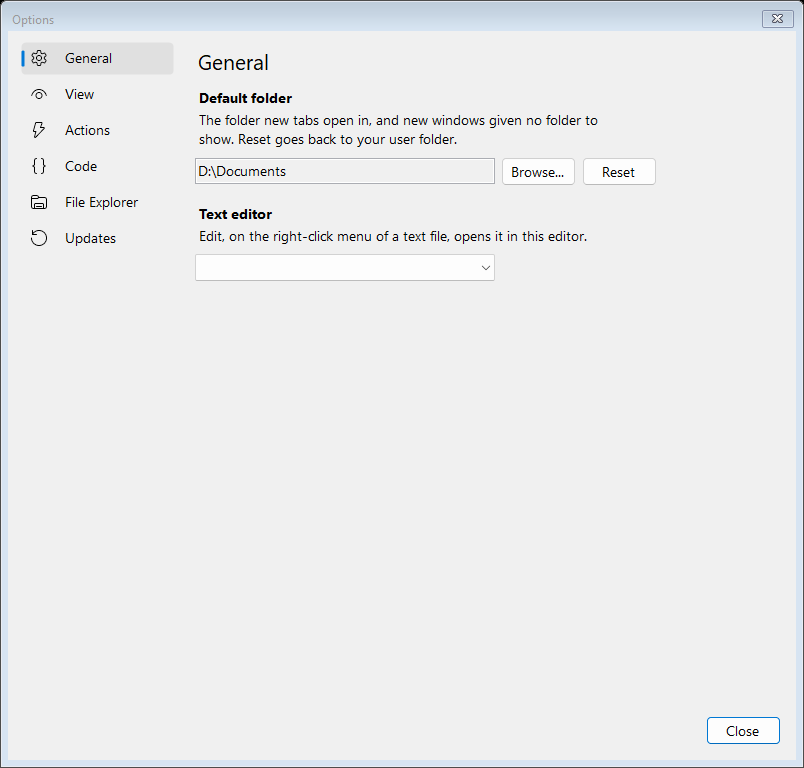 Options
General
View
Actions
Code
File Explorer
Updates
General
Default folder
The folder new tabs open in, and new windows given no folder to
show. Reset goes back to your user folder.
D:\Documents
Browse...
Reset
Text editor
Edit, on the right-click menu of a text file, opens it in this editor.
Close